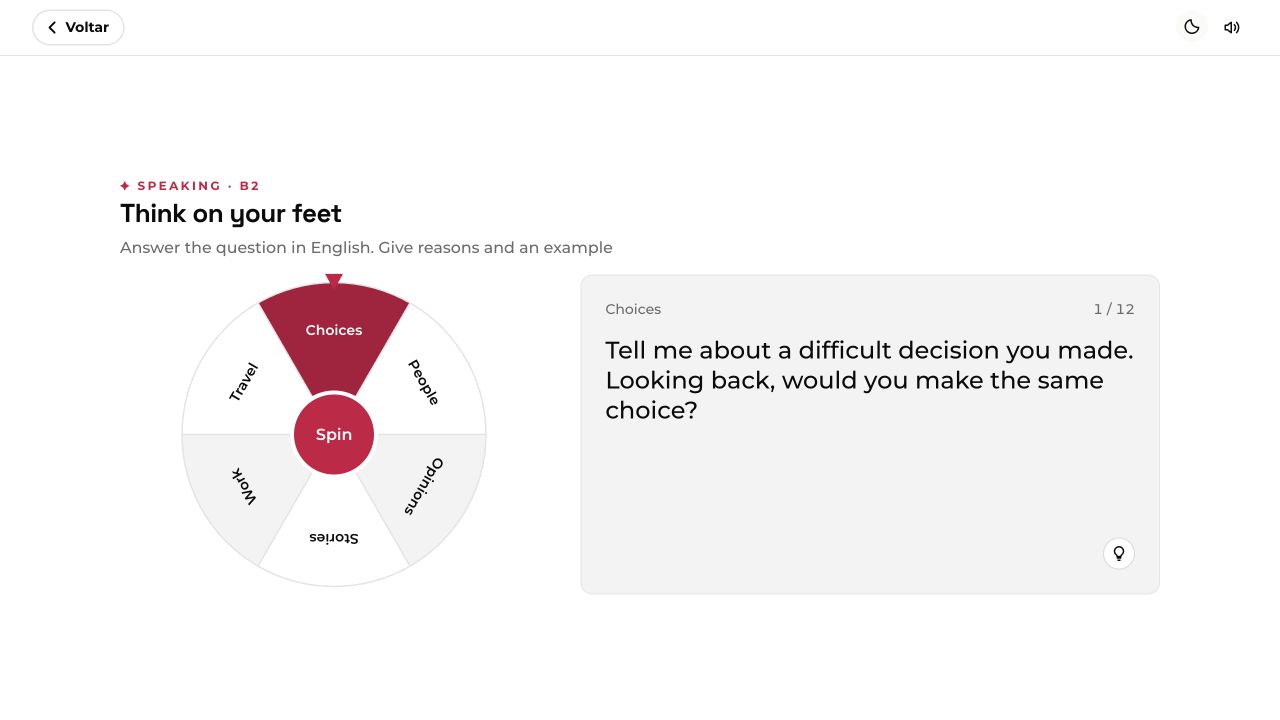 Voltar
SPEAKING · B2
Think on your feet
Answer the question in English. Give reasons and an example
Choices
People
Opinions
Stories
Work
Travel
Spin
Choices
1 / 12
Tell me about a difficult decision you made.
Looking back, would you make the same
choice?